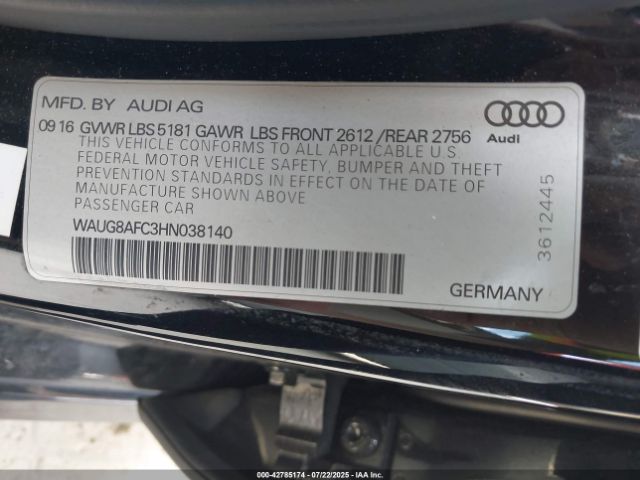 MFD. BY AUDI AG
09 16 GVWR LBS 5181 GAWR LBS FRONT 2612 /REAR 2756
THIS VEHICLE CONFORMS TO ALL APPLICABLE U.S.
FEDERAL MOTOR VEHICLE SAFETY, BUMPER AND THEFT
PREVENTION STANDARDS IN EFFECT ON THE DATE OF
MANUFACTURE SHOWN ABOVE
PASSENGER CAR
WAUG8AFC3HN038140
Audi
3612445
GERMANY
000-42785174 | 07/22/2025 | IAAI.COM